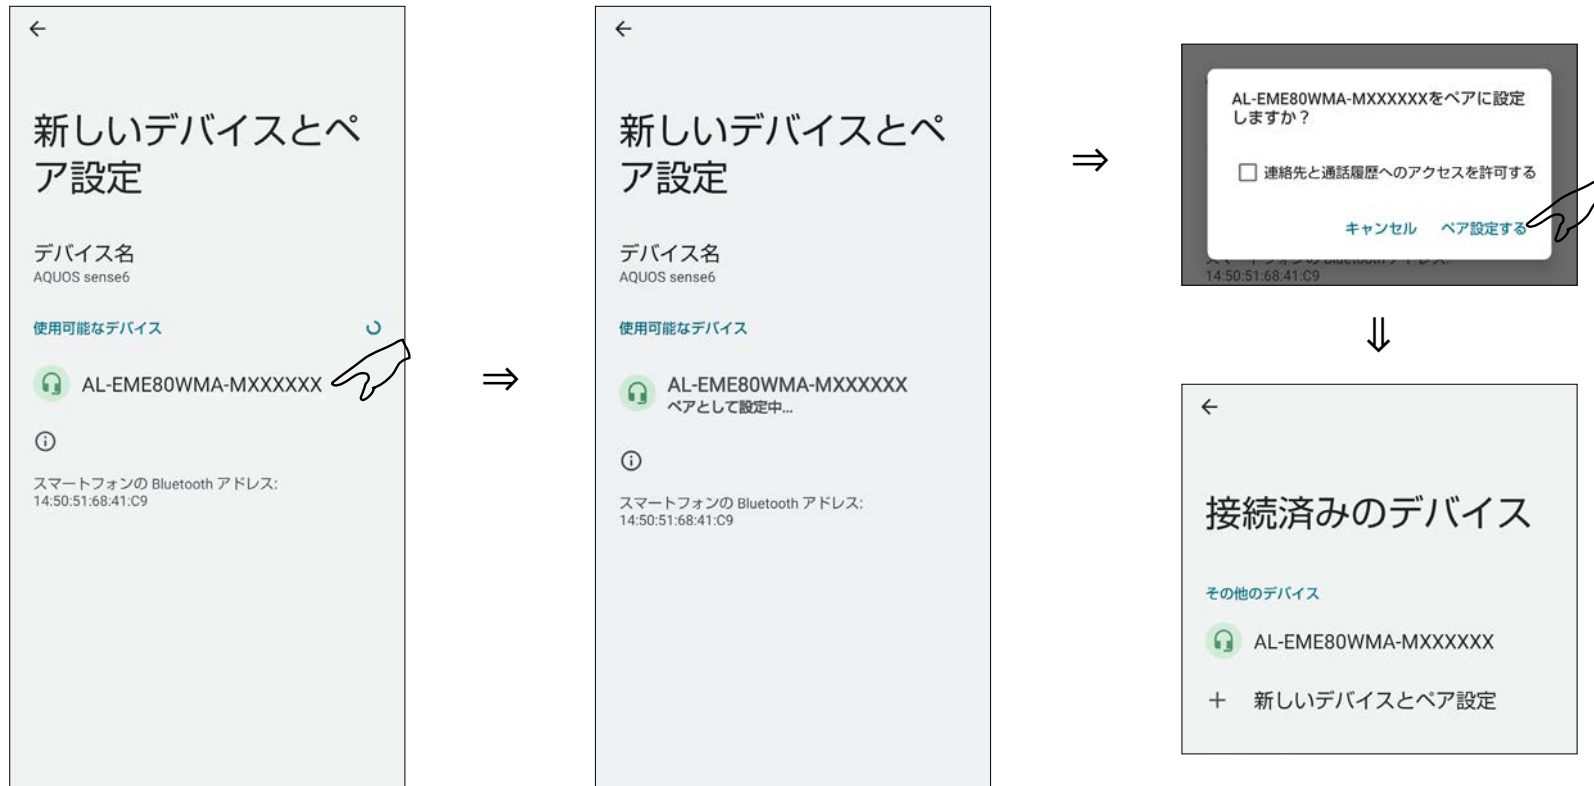 新しいデバイスとペ
ア設定
デバイス名
AQUOS sense6
使用可能なデバイス
AL-EME80WMA-MXXXXXX
スマートフォンの Bluetooth アドレス:
14:50:51:68:41:C9
⇒
新しいデバイスとペ
ア設定
デバイス名
AQUOS sense6
使用可能なデバイス
AL-EME80WMA-MXXXXXX
ペアとして設定中...
スマートフォンの Bluetooth アドレス:
14:50:51:68:41:C9
⇒
AL-EME80WMA-MXXXXXXをペアに設定
しますか？
連絡先と通話履歴へのアクセスを許可する
キャンセル ペア設定する
14:50:51:68:41:C9
⇓
接続済みのデバイス
その他のデバイス
AL-EME80WMA-MXXXXXX
+ 新しいデバイスとペア設定